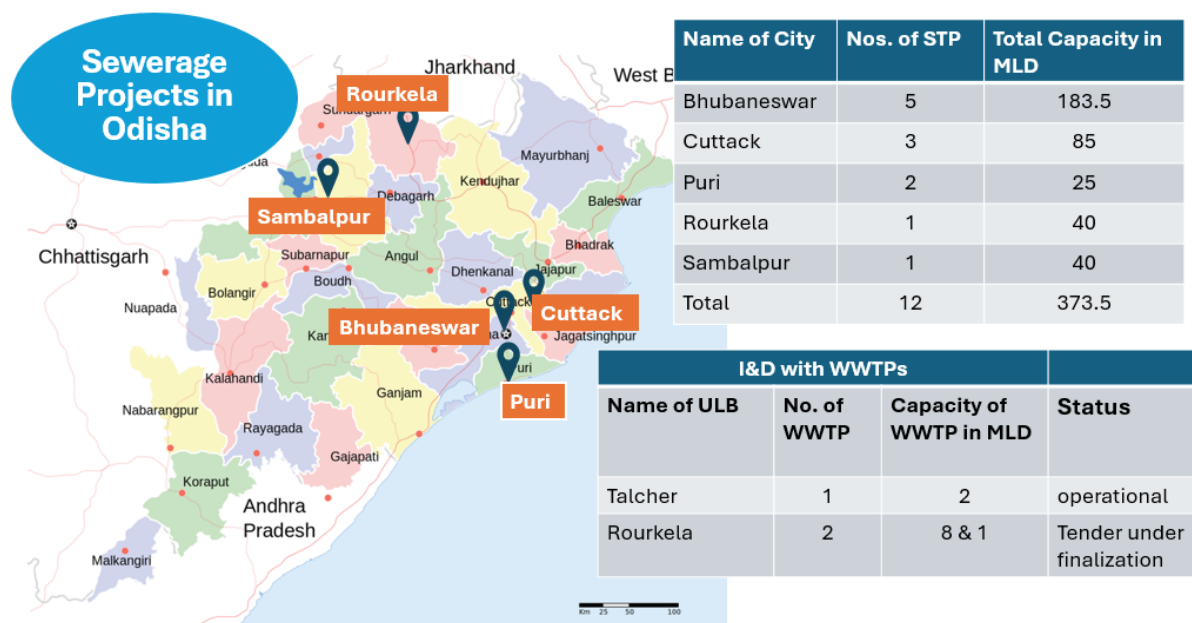 Sewerage
Projects in
Odisha
Name of City Nos. of STP Total Capacity in
MLD
Bhubaneswar 5 183.5
Cuttack 3 85
Puri 2 25
Rourkela 1 40
Sambalpur 1 40
Total 12 373.5
I&D with WWTPs
Name of ULB No. of WWTP Capacity of WWTP in MLD Status
Talcher 1 2 operational
Rourkela 2 8 & 1 Tender under
finalization
Jharkhand
West B
Rourkela
Mayurbhanj
Kendujhar
Debagarh
Baleswar
Sambalpur
Chhattisgarh
Bhadrak
Subarnapur
Angul
Jajapur
Dhenkanal
Boudh
Bolangir
Nuapada
Cuttack
Bhubaneswar
Jagatsinghpur
Kalahandi
Puri
Ganjam
Nabarangpur
Rayagada
Gajapati
Koraput
Andhra
Pradesh
Malkangiri
Km 25 50 100